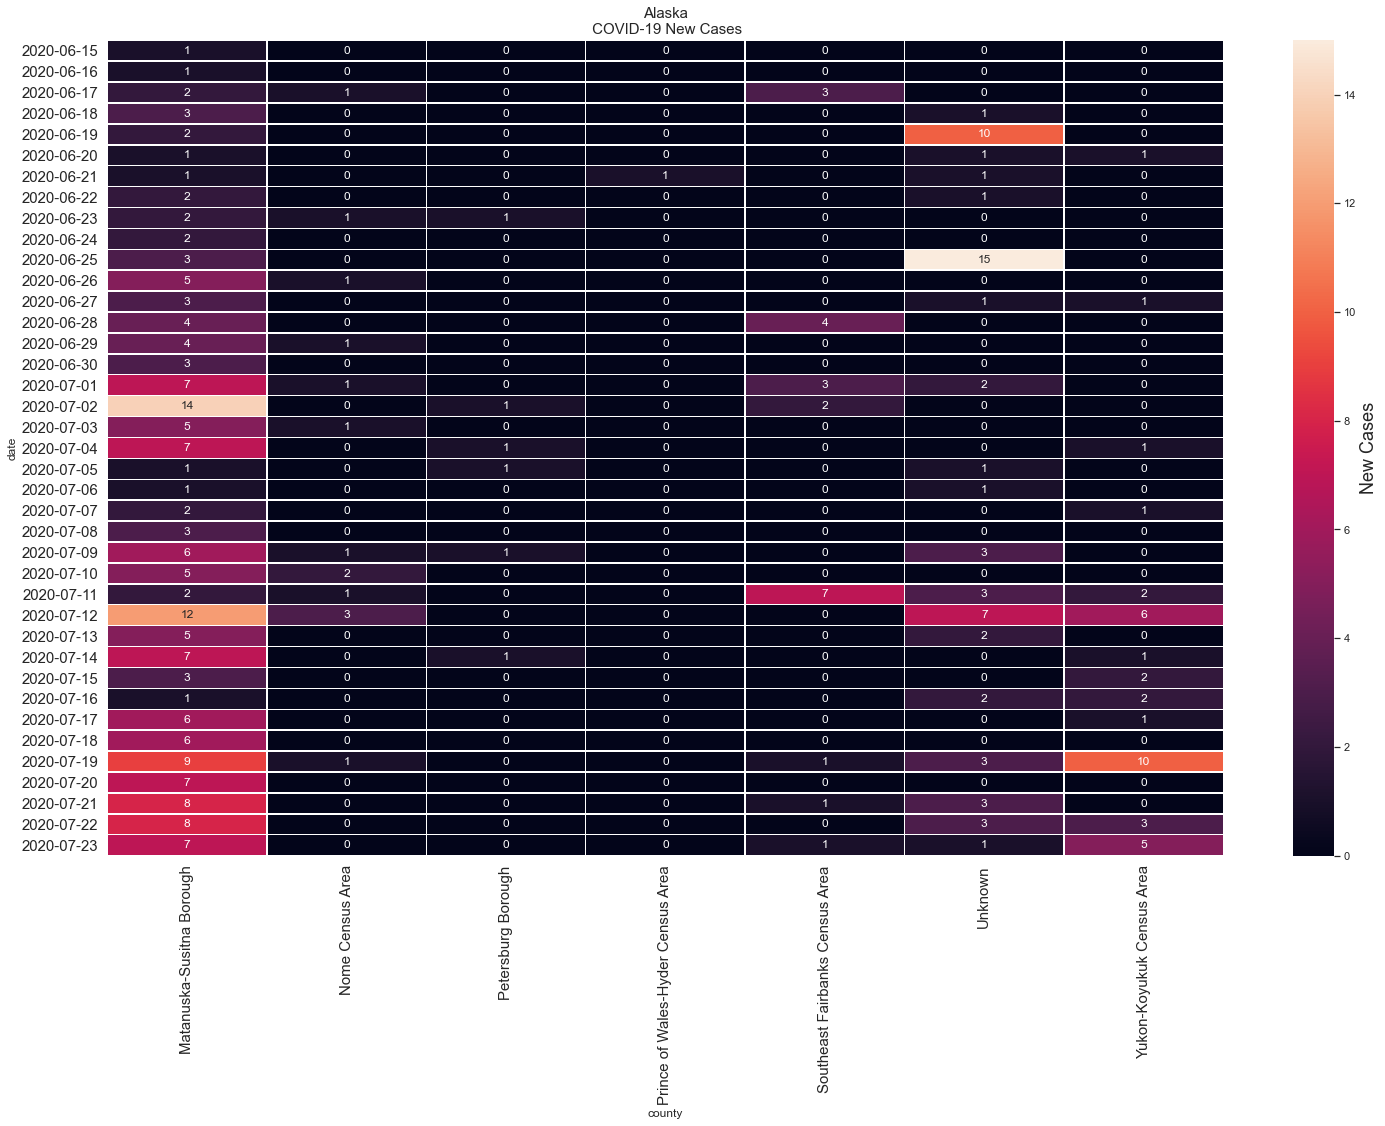 Alaska
COVID-19 New Cases
2020-06-15 1 0 0 0 0 0 0
2020-06-16 1 0 0 0 0 0 0
2020-06-17 2 1 0 0 3 0 0
2020-06-18 3 0 0 0 0 1 0
2020-06-19 2 0 0 0 0 10 0
2020-06-20 1 0 0 0 0 1 1
2020-06-21 1 0 0 1 0 1 0
2020-06-22 2 0 0 0 0 1 0
2020-06-23 2 1 1 0 0 0 0
2020-06-24 2 0 0 0 0 0 0
2020-06-25 3 0 0 0 0 15 0
2020-06-26 5 1 0 0 0 0 0
2020-06-27 3 0 0 0 0 1 1
2020-06-28 4 0 0 0 4 0 0
2020-06-29 4 1 0 0 0 0 0
2020-06-30 3 0 0 0 0 0 0
2020-07-01 7 1 0 0 3 2 0
2020-07-02 14 0 1 0 2 0 0
2020-07-03 5 1 0 0 0 0 0
2020-07-04 7 0 1 0 0 0 1
2020-07-05 1 0 1 0 0 1 0
2020-07-06 1 0 0 0 0 1 0
2020-07-07 2 0 0 0 0 0 1
2020-07-08 3 0 0 0 0 0 0
2020-07-09 6 1 1 0 0 3 0
2020-07-10 5 2 0 0 0 0 0
2020-07-11 2 1 0 0 7 3 2
2020-07-12 12 3 0 0 0 7 6
2020-07-13 5 0 0 0 0 2 0
2020-07-14 7 0 1 0 0 0 1
2020-07-15 3 0 0 0 0 0 2
2020-07-16 1 0 0 0 0 2 2
2020-07-17 6 0 0 0 0 0 1
2020-07-18 6 0 0 0 0 0 0
2020-07-19 9 1 0 0 1 3 10
2020-07-20 7 0 0 0 0 0 0
2020-07-21 8 0 0 0 1 3 0
2020-07-22 8 0 0 0 0 3 3
2020-07-23 7 0 0 0 1 1 5
date
Matanuska-Susitna Borough
Nome Census Area
Petersburg Borough
Prince of Wales-Hyder Census Area
Southeast Fairbanks Census Area
Unknown
Yukon-Koyukuk Census Area
county
14
12
10
8
6
4
2
0
New Cases